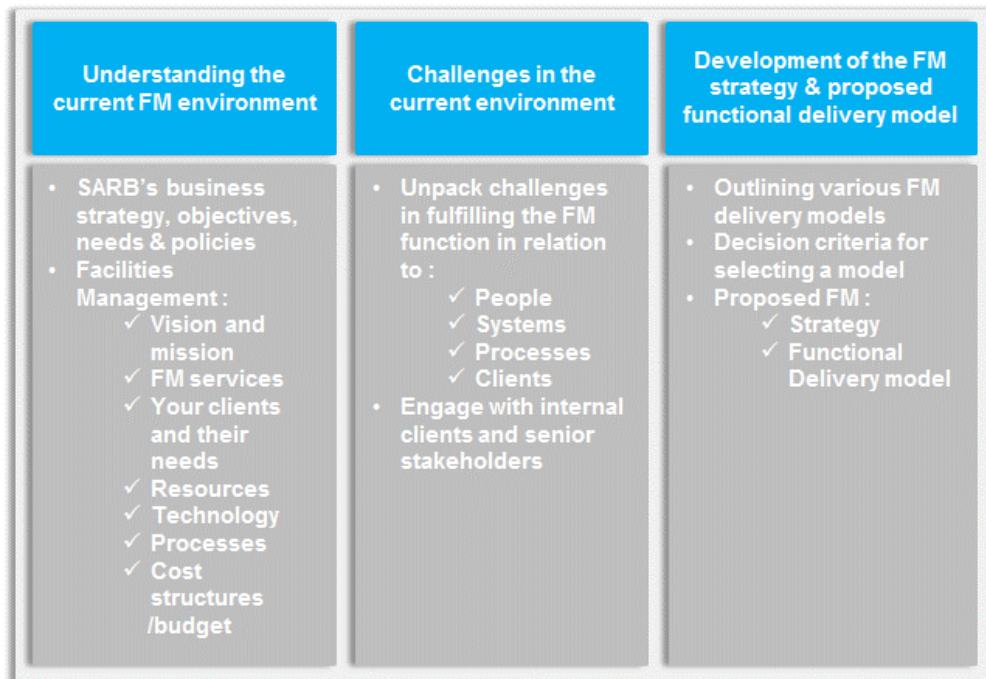 Understanding the
current FM environment
• SARB's business
strategy, objectives,
needs & policies
• Facilities
Management :
✓ Vision and
mission
✓ FM services
✓ Your clients
and their
needs
✓ Resources
✓ Technology
✓ Processes
✓ Cost
structures
/budget
Challenges in the
current environment
• Unpack challenges
in fulfilling the FM
function in relation
to :
✓ People
✓ Systems
✓ Processes
✓ Clients
• Engage with internal
clients and senior
stakeholders
Development of the FM
strategy & proposed
functional delivery model
• Outlining various FM
delivery models
• Decision criteria for
selecting a model
• Proposed FM :
✓ Strategy
✓ Functional
Delivery model